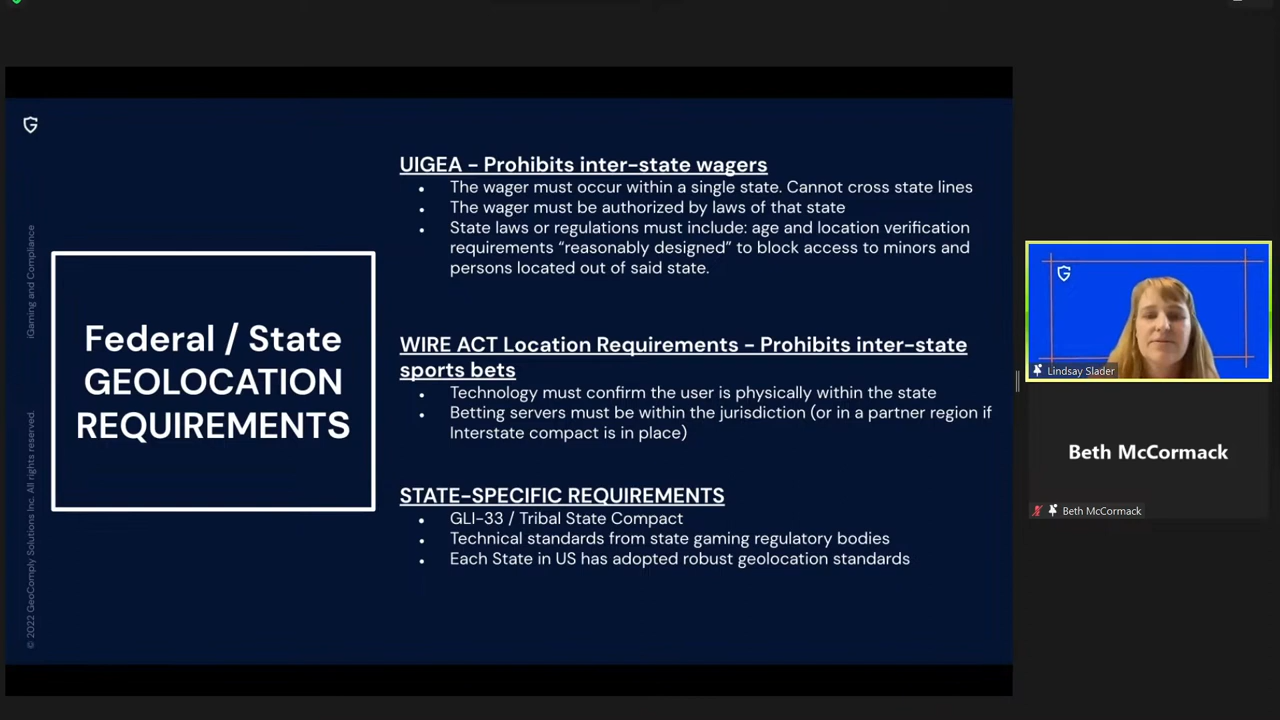 iGaming and Compliance
© 2022 GeoComply Solutions Inc. All rights reserved.
Federal / State
GEOLOCATION
REQUIREMENTS
UIGEA – Prohibits inter-state wagers
• The wager must occur within a single state. Cannot cross state lines
• The wager must be authorized by laws of that state
• State laws or regulations must include: age and location verification
requirements “reasonably designed” to block access to minors and
persons located out of said state.
WIRE ACT Location Requirements – Prohibits inter-state
sports bets
• Technology must confirm the user is physically within the state
• Betting servers must be within the jurisdiction (or in a partner region if
Interstate compact is in place)
STATE-SPECIFIC REQUIREMENTS
• GLI-33 / Tribal State Compact
• Technical standards from state gaming regulatory bodies
• Each State in US has adopted robust geolocation standards
Lindsay Slader
Beth McCormack
Beth McCormack